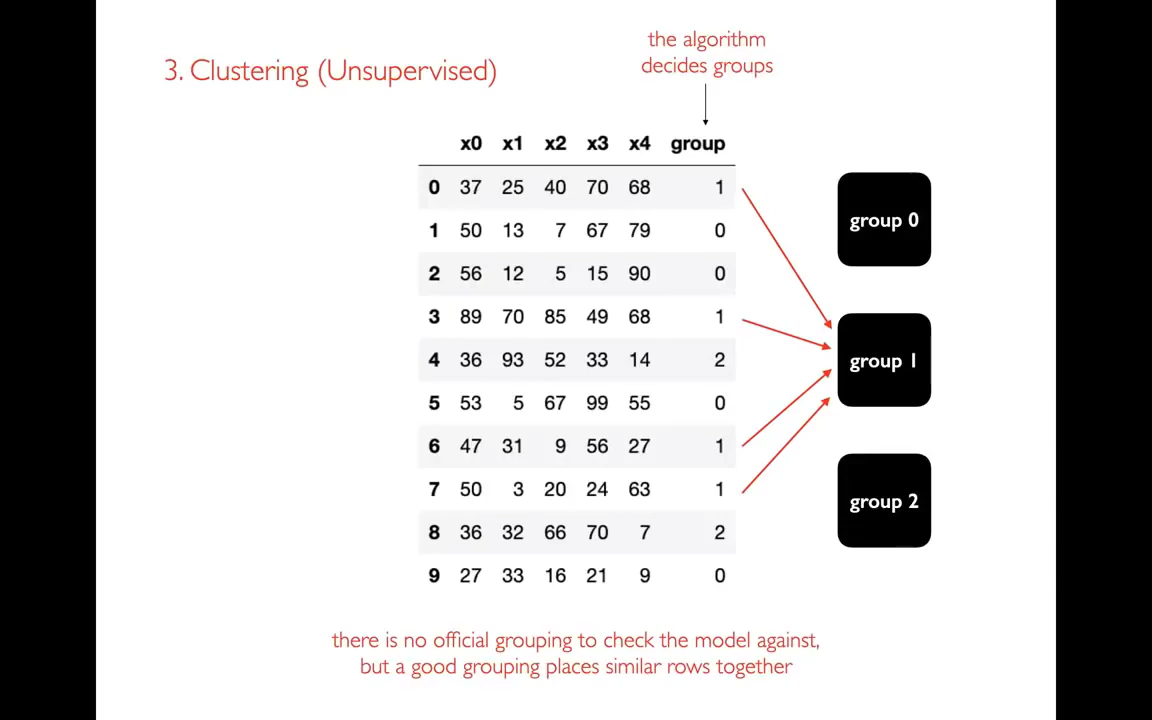 the algorithm
decides groups
3. Clustering (Unsupervised)
x0 x1 x2 x3 x4 group
0 37 25 40 70 68 1
1 50 13 7 67 79 0
2 56 12 5 15 90 0
3 89 70 85 49 68 1
4 36 93 52 33 14 2
5 53 5 67 99 55 0
6 47 31 9 56 27 1
7 50 3 20 24 63 1
8 36 32 66 70 7 2
9 27 33 16 21 9 0
group 0
group 1
group 2
there is no official grouping to check the model against,
but a good grouping places similar rows together